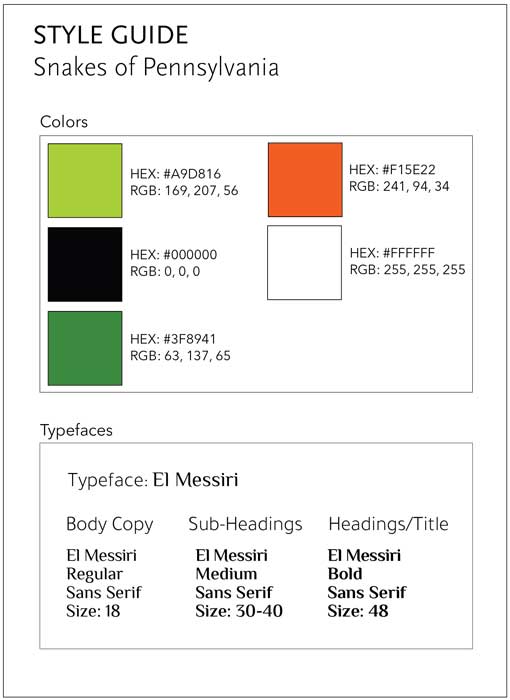 STYLE GUIDE
Snakes of Pennsylvania
Colors
HEX: #A9D816
RGB: 169, 207, 56
HEX: #F15E22
RGB: 241, 94, 34
HEX: #000000
RGB: 0, 0, 0
HEX: #FFFFFF
RGB: 255, 255, 255
HEX: #3F8941
RGB: 63, 137, 65
Typefaces
Typeface: El Messiri
Body Copy
El Messiri
Regular
Sans Serif
Size: 18
Sub-Headings
El Messiri
Medium
Sans Serif
Size: 30-40
Headings/Title
El Messiri
Bold
Sans Serif
Size: 48